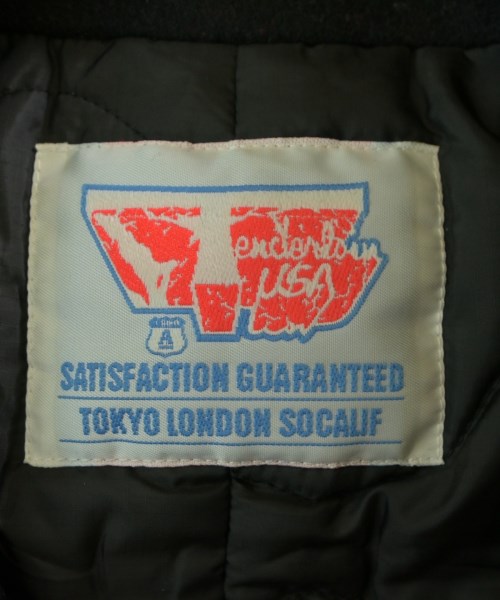 Tenderloin
USA
A
SATISFACTION GUARANTEED
TOKYO LONDON SOCALIF